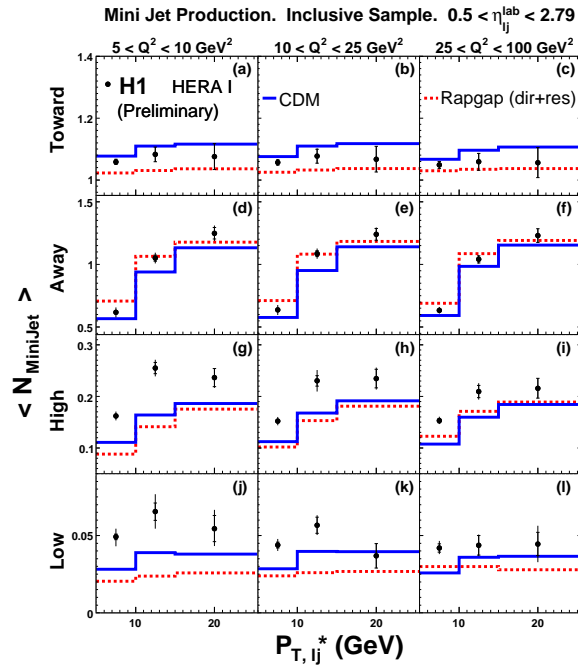 Mini Jet Production. Inclusive Sample. 0.5 < η_lj^lab < 2.79
5 < Q² < 10 GeV² 10 < Q² < 25 GeV² 25 < Q² < 100 GeV²
1.4 (a) (b) (c)
H1 HERA I CDM Rapgap (dir+res)
(Preliminary)
1.2
Toward
1
1.5 (d) (e) (f)
1
Away
0.5
0.3 (g) (h) (i)
0.2
High
0.1
(j) (k) (l)
0.05
Low
0
< N_MiniJet >
10 20 10 20 10 20
P_T, lj* (GeV)